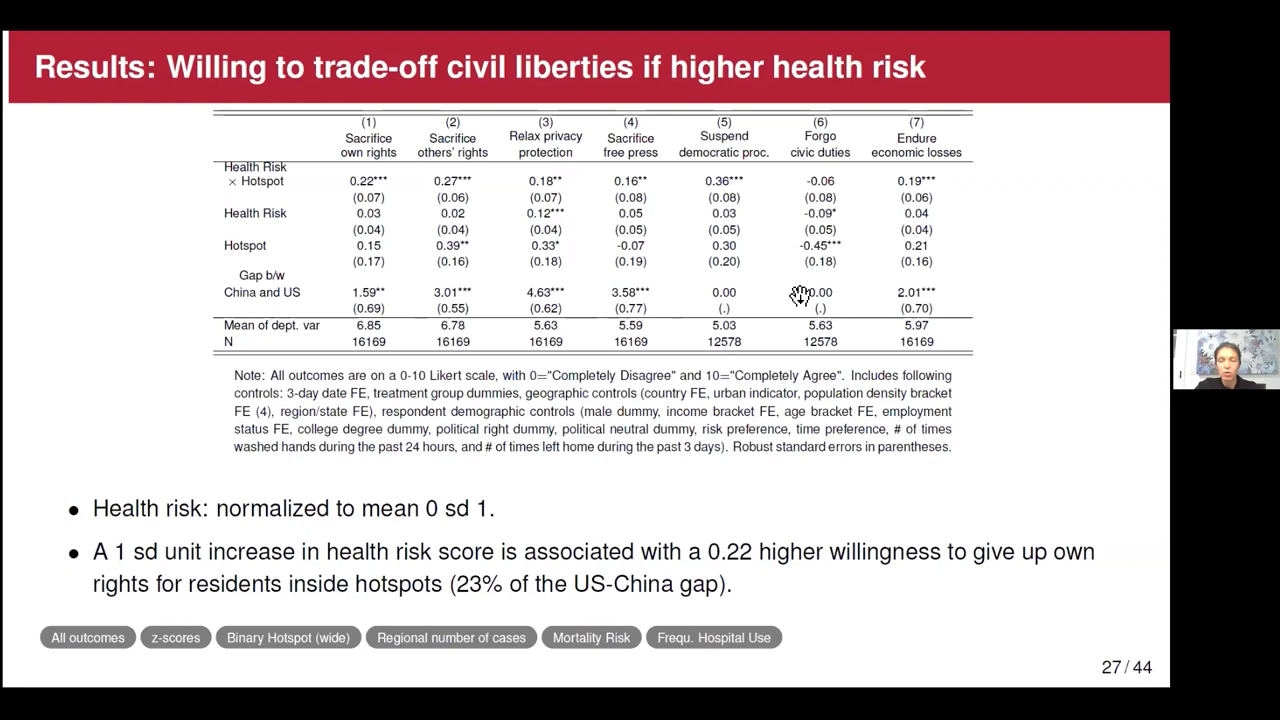 Results: Willing to trade-off civil liberties if higher health risk
(1) (2) (3) (4) (5) (6) (7)
Sacrifice Sacrifice Relax privacy Sacrifice Suspend Forgo Endure
own rights others' rights protection free press democratic proc. civic duties economic losses
Health Risk
× Hotspot 0.22*** 0.27*** 0.18** 0.16** 0.36*** -0.06 0.19***
(0.07) (0.06) (0.07) (0.08) (0.08) (0.08) (0.06)
Health Risk 0.03 0.02 0.12*** 0.05 0.03 -0.09* 0.04
(0.04) (0.04) (0.04) (0.05) (0.05) (0.05) (0.04)
Hotspot 0.15 0.39** 0.33* -0.07 0.30 -0.45*** 0.21
(0.17) (0.16) (0.18) (0.19) (0.20) (0.18) (0.16)
Gap b/w
China and US 1.59** 3.01*** 4.63*** 3.58*** 0.00 0.00 2.01***
(0.69) (0.55) (0.62) (0.77) (.) (.) (0.70)
Mean of dept. var 6.85 6.78 5.63 5.59 5.03 5.63 5.97
N 16169 16169 16169 16169 12578 12578 16169
Note: All outcomes are on a 0-10 Likert scale, with 0="Completely Disagree" and 10="Completely Agree". Includes following
controls: 3-day date FE, treatment group dummies, geographic controls (country FE, urban indicator, population density bracket
FE (4), region/state FE), respondent demographic controls (male dummy, income bracket FE, age bracket FE, employment
status FE, college degree dummy, political right dummy, political neutral dummy, risk preference, time preference, # of times
washed hands during the past 24 hours, and # of times left home during the past 3 days). Robust standard errors in parentheses.
• Health risk: normalized to mean 0 sd 1.
• A 1 sd unit increase in health risk score is associated with a 0.22 higher willingness to give up own
rights for residents inside hotspots (23% of the US-China gap).
All outcomes z-scores Binary Hotspot (wide) Regional number of cases Mortality Risk Frequ. Hospital Use
27 / 44